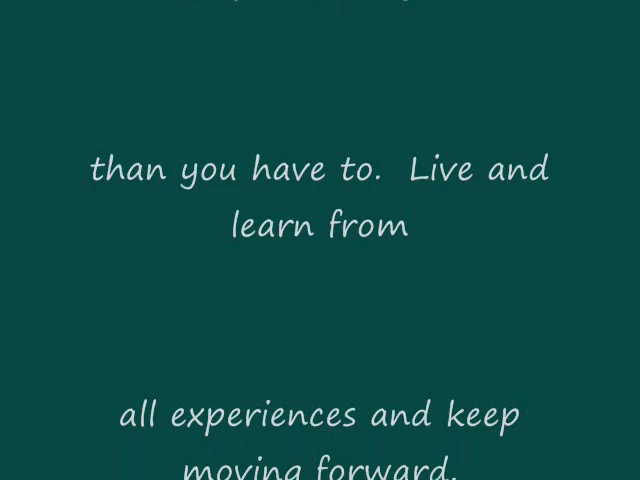 than you have to.  Live and
learn from
all experiences and keep
moving forward.